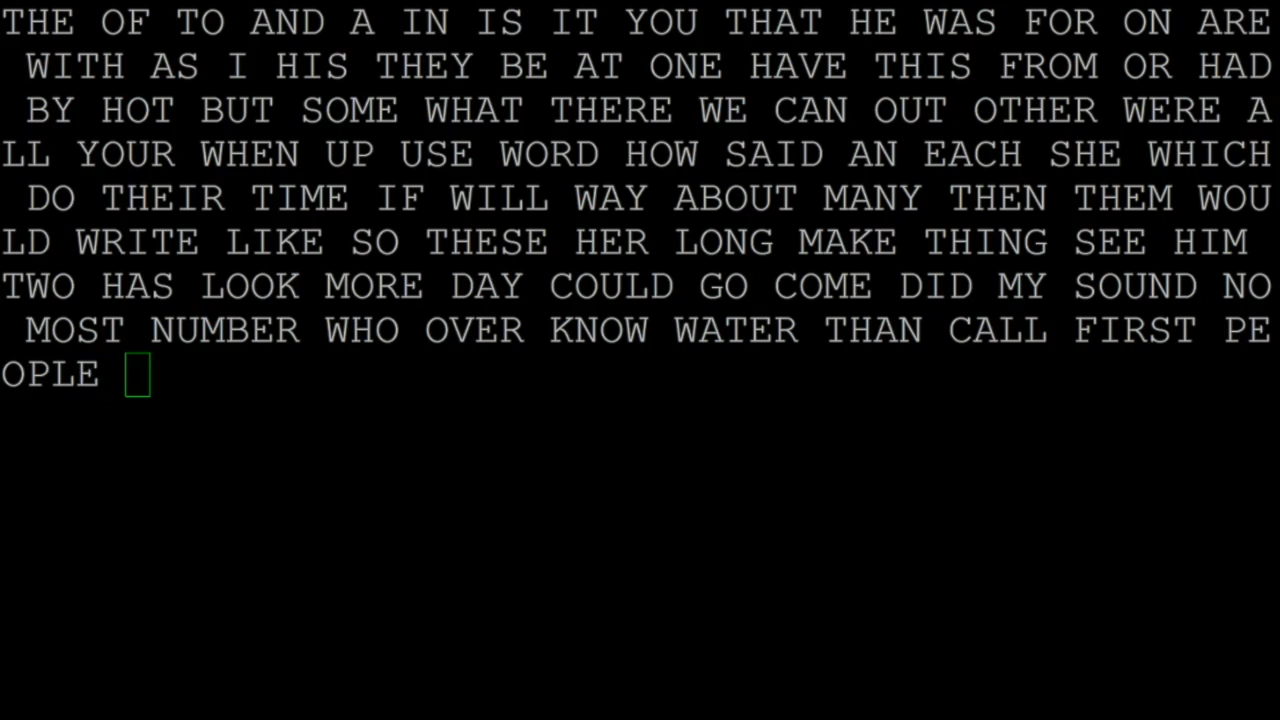 THE OF TO AND A IN IS IT YOU THAT HE WAS FOR ON ARE
WITH AS I HIS THEY BE AT ONE HAVE THIS FROM OR HAD
BY HOT BUT SOME WHAT THERE WE CAN OUT OTHER WERE A
LL YOUR WHEN UP USE WORD HOW SAID AN EACH SHE WHICH
DO THEIR TIME IF WILL WAY ABOUT MANY THEN THEM WOU
LD WRITE LIKE SO THESE HER LONG MAKE THING SEE HIM
TWO HAS LOOK MORE DAY COULD GO COME DID MY SOUND NO
MOST NUMBER WHO OVER KNOW WATER THAN CALL FIRST PE
OPLE